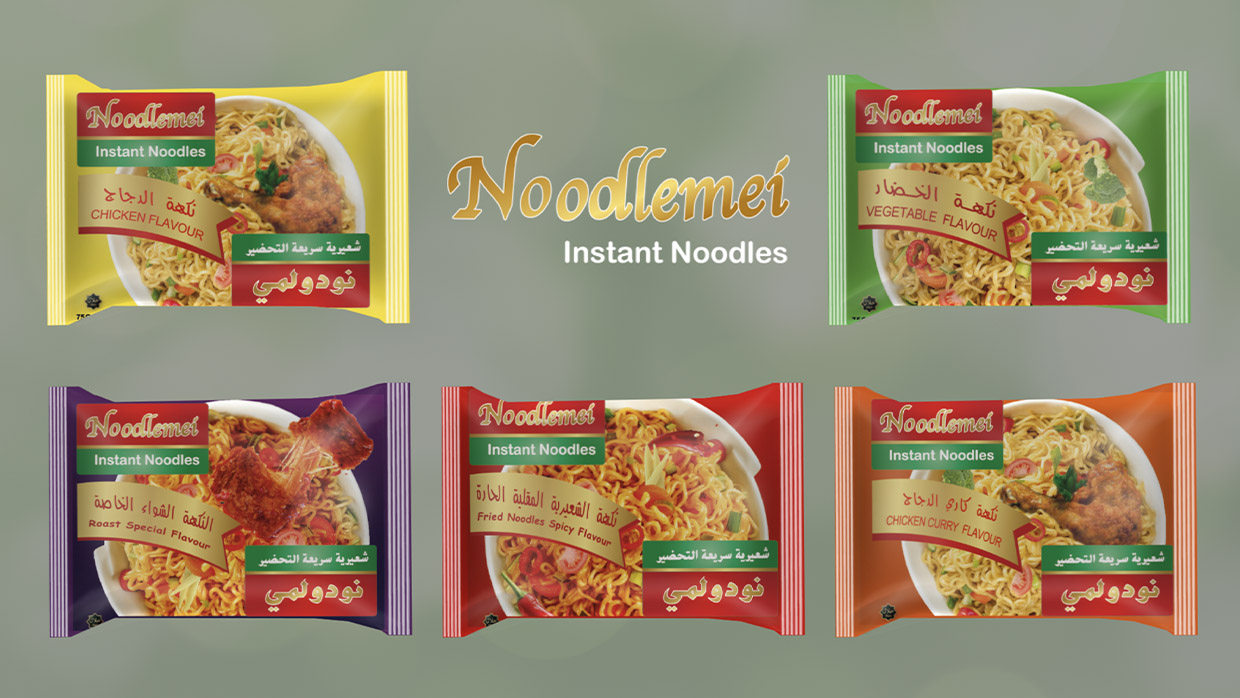 Noodlemei
Instant Noodles
نكهة الدجاج
CHICKEN FLAVOUR
شعيرية سريعة التحضير
نودولمي
Noodlemei
Instant Noodles
Noodlemei
Instant Noodles
نكهة الخضار
VEGETABLE FLAVOUR
شعيرية سريعة التحضير
نودولمي
Noodlemei
Instant Noodles
النكهة الشواء الخاصة
Roast Special Flavour
شعيرية سريعة التحضير
نودولمي
Noodlemei
Instant Noodles
نكهة الشعيرية المقلية الحارة
Fried Noodles Spicy Flavour
شعيرية سريعة التحضير
نودولمي
Noodlemei
Instant Noodles
نكهة كاري الدجاج
CHICKEN CURRY FLAVOUR
شعيرية سريعة التحضير
نودولمي